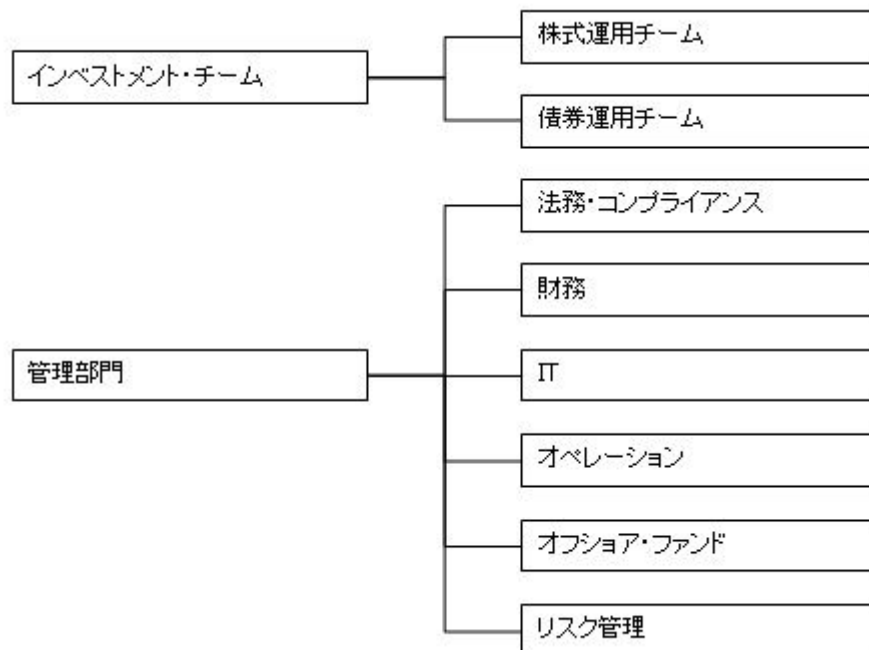 インベストメント・チーム
株式運用チーム
債券運用チーム
管理部門
法務・コンプライアンス
財務
IT
オペレーション
オフショア・ファンド
リスク管理